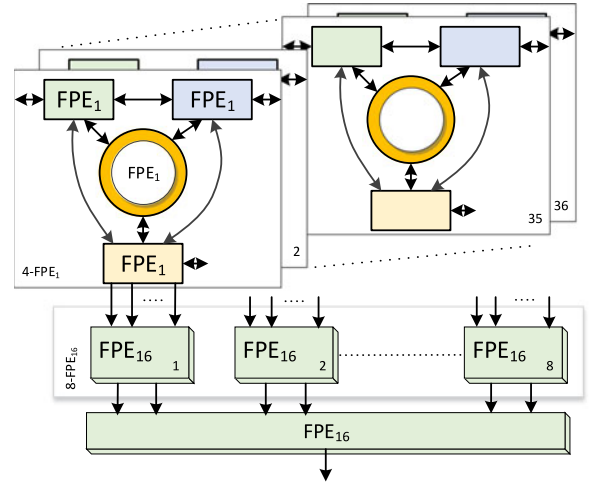 FPE₁ FPE₁
FPE₁
FPE₁
4-FPE₁
2
35
36
8-FPE₁₆
FPE₁₆ 1
FPE₁₆ 2
FPE₁₆ 8
FPE₁₆